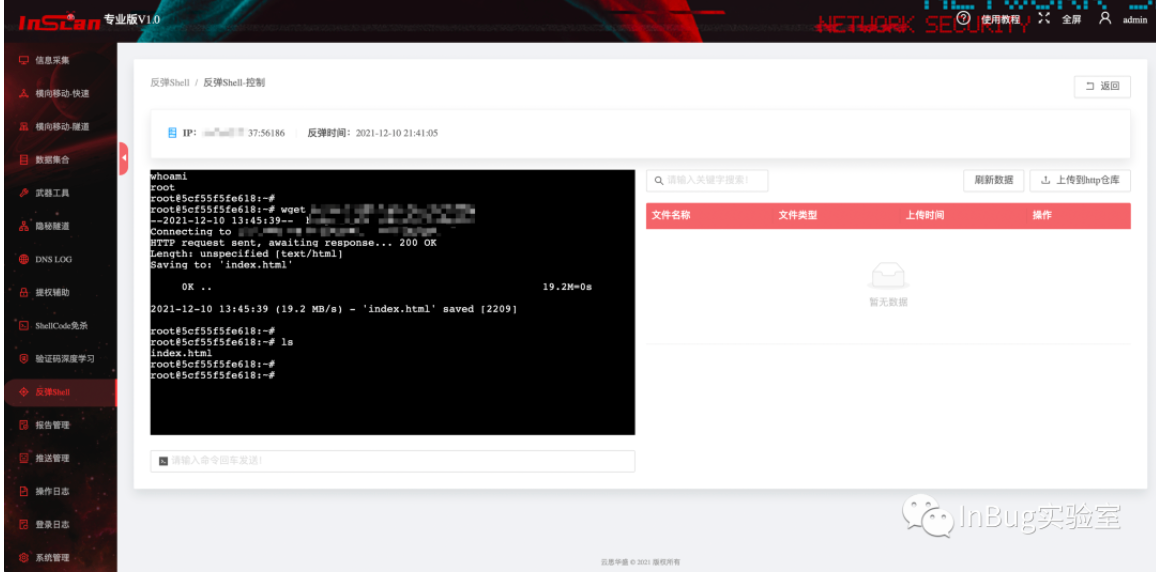 InScan 专业版V1.0
NETWORK SECURITY
使用教程 全屏 admin
信息采集
横向移动-快速
横向移动-隧道
数据集合
武器工具
隐秘隧道
DNS LOG
提权辅助
ShellCode免杀
验证码深度学习
反弹Shell
报告管理
推送管理
操作日志
登录日志
系统管理
反弹Shell / 反弹Shell-控制
返回
IP: 37:56186 反弹时间: 2021-12-10 21:41:05
whoami
root
root@5cf55f5fe618:~#
root@5cf55f5fe618:~# wget
--2021-12-10 13:45:39--
Connecting to
HTTP request sent, awaiting response... 200 OK
Length: unspecified [text/html]
Saving to: 'index.html'
0K .. 19.2M=0s
2021-12-10 13:45:39 (19.2 MB/s) - 'index.html' saved [2209]
root@5cf55f5fe618:~#
root@5cf55f5fe618:~# ls
index.html
root@5cf55f5fe618:~#
root@5cf55f5fe618:~#
请输入命令回车发送!
请输入关键字搜索!
刷新数据 上传到http仓库
文件名称 文件类型 上传时间 操作
暂无数据
InBug实验室
云思华盛 © 2021 版权所有